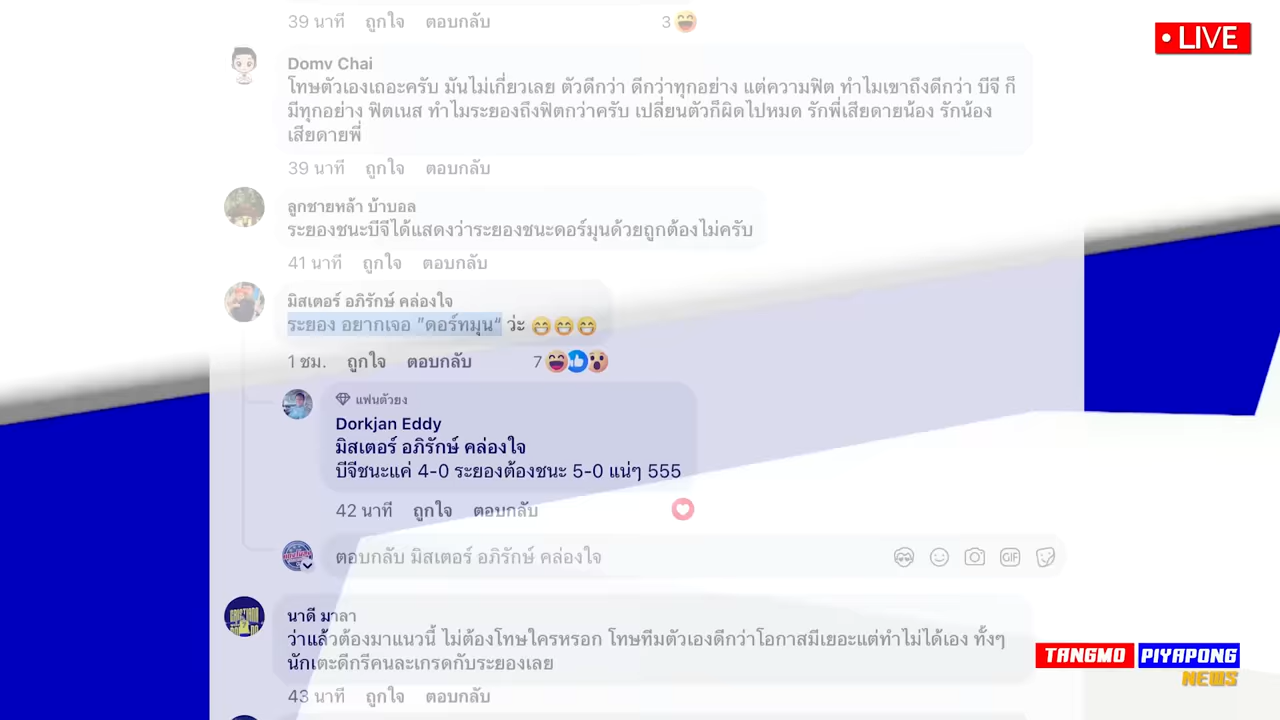 39 นาที ถูกใจ ตอบกลับ 3
• LIVE
Domv Chai
โทษตัวเองเถอะครับ มันไม่เกี่ยวเลย ตัวดีกว่า ดีกว่าทุกอย่าง แต่ความฟิต ทำไมเขาถึงดีกว่า บีจี ก็
มีทุกอย่าง ฟิตเนส ทำไมระยองถึงฟิตกว่าครับ เปลี่ยนตัวก็ผิดไปหมด รักพี่เสียดายน้อง รักน้อง
เสียดายพี่
39 นาที ถูกใจ ตอบกลับ
ลูกชายหล้า บ้าบอล
ระยองชนะบีจีได้แสดงว่าระยองชนะดอร์มุนด้วยถูกต้องไม่ครับ
41 นาที ถูกใจ ตอบกลับ
มิสเตอร์ อภิรักษ์ คล่องใจ
ระยอง อยากเจอ "ดอร์ทมุน" ว่ะ 😁😁😁
1 ชม. ถูกใจ ตอบกลับ 7
แฟนตัวยง
Dorkjan Eddy
มิสเตอร์ อภิรักษ์ คล่องใจ
บีจีชนะแค่ 4-0 ระยองต้องชนะ 5-0 แน่ๆ 555
42 นาที ถูกใจ ตอบกลับ
ตอบกลับ มิสเตอร์ อภิรักษ์ คล่องใจ
GIF
นาดี มาลา
ว่าแล้วต้องมาแนวนี้ ไม่ต้องโทษใครหรอก โทษทีมตัวเองดีกว่าโอกาสมีเยอะแต่ทำไม่ได้เอง ทั้งๆ
นักเตะดีกรีคนละเกรดกับระยองเลย
43 นาที ถูกใจ ตอบกลับ
TANGMO PIYAPONG
NEWS